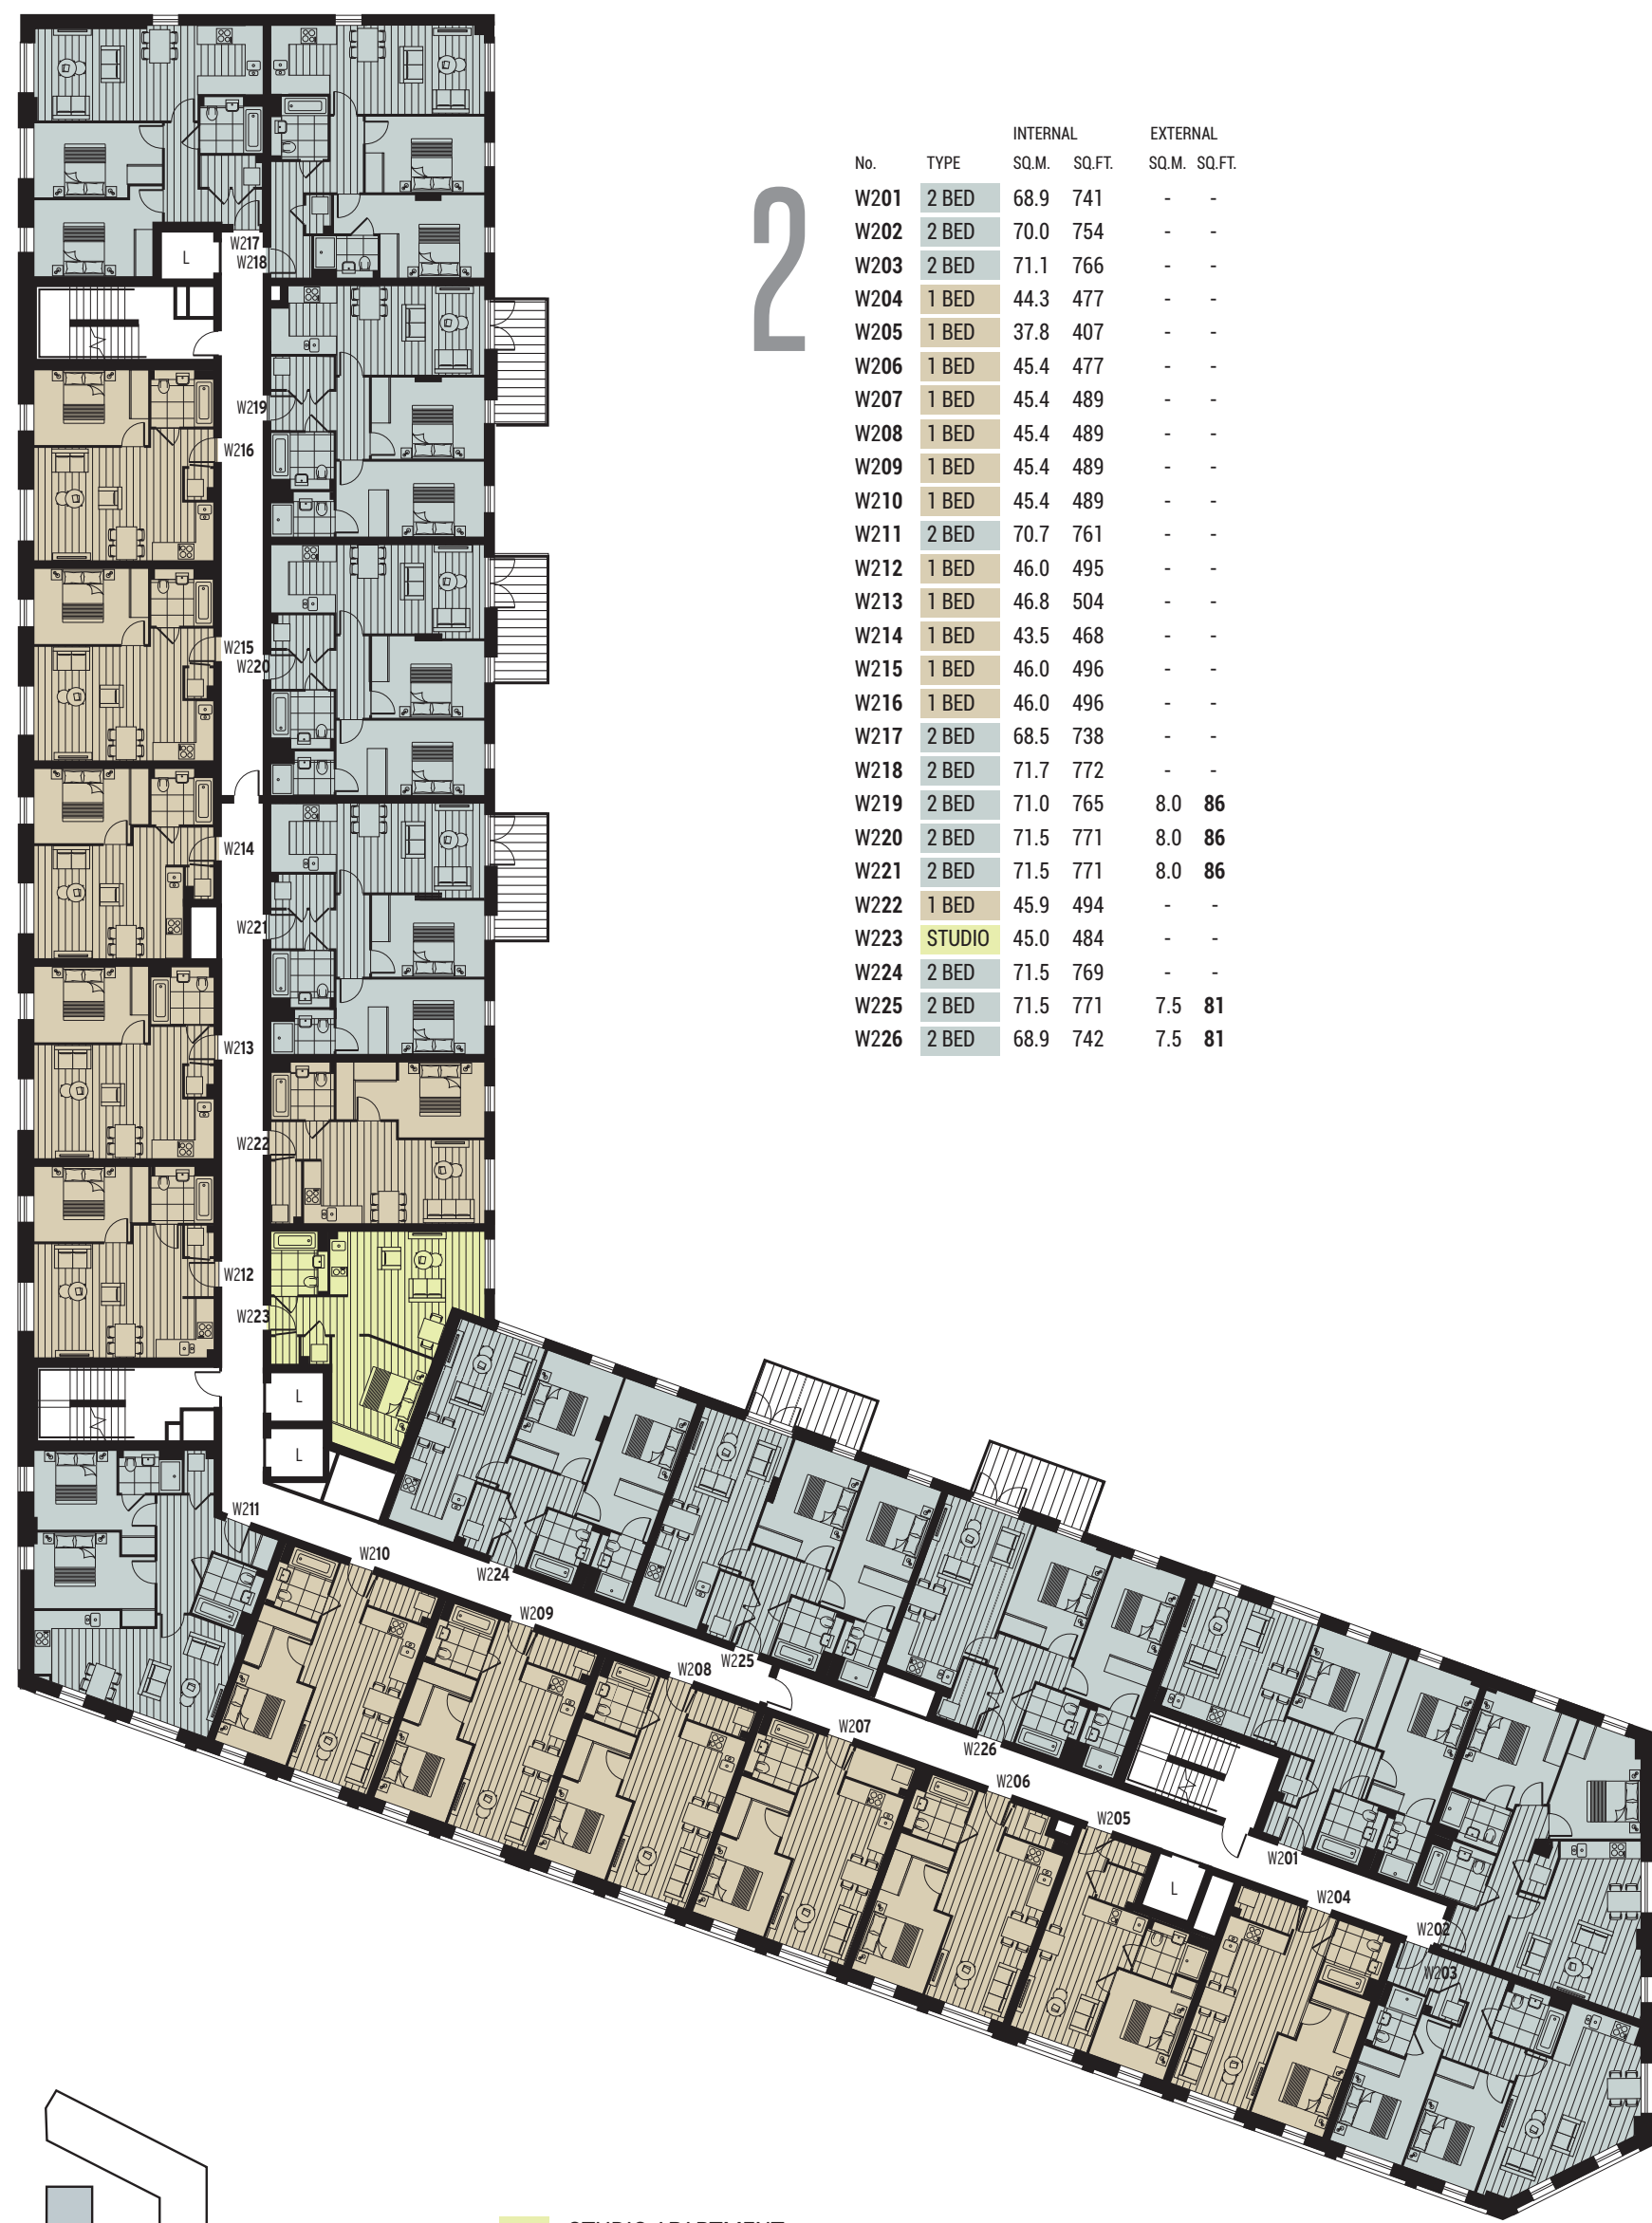 INTERNAL EXTERNAL
No. TYPE SQ.M. SQ.FT. SQ.M. SQ.FT.
2
W201 2 BED 68.9 741 - -
W202 2 BED 70.0 754 - -
W203 2 BED 71.1 766 - -
W204 1 BED 44.3 477 - -
W205 1 BED 37.8 407 - -
W206 1 BED 45.4 477 - -
W207 1 BED 45.4 489 - -
W208 1 BED 45.4 489 - -
W209 1 BED 45.4 489 - -
W210 1 BED 45.4 489 - -
W211 2 BED 70.7 761 - -
W212 1 BED 46.0 495 - -
W213 1 BED 46.8 504 - -
W214 1 BED 43.5 468 - -
W215 1 BED 46.0 496 - -
W216 1 BED 46.0 496 - -
W217 2 BED 68.5 738 - -
W218 2 BED 71.7 772 - -
W219 2 BED 71.0 765 8.0 86
W220 2 BED 71.5 771 8.0 86
W221 2 BED 71.5 771 8.0 86
W222 1 BED 45.9 494 - -
W223 STUDIO 45.0 484 - -
W224 2 BED 71.5 769 - -
W225 2 BED 71.5 771 7.5 81
W226 2 BED 68.9 742 7.5 81
W217
L
W218
W219
W216
W215
W220
W214
W221
W213
W222
W212
W223
L
L
W211
W210
W224
W209
W225
W208
W207
W226
W206
W205
W201
L
W204
W202
W203